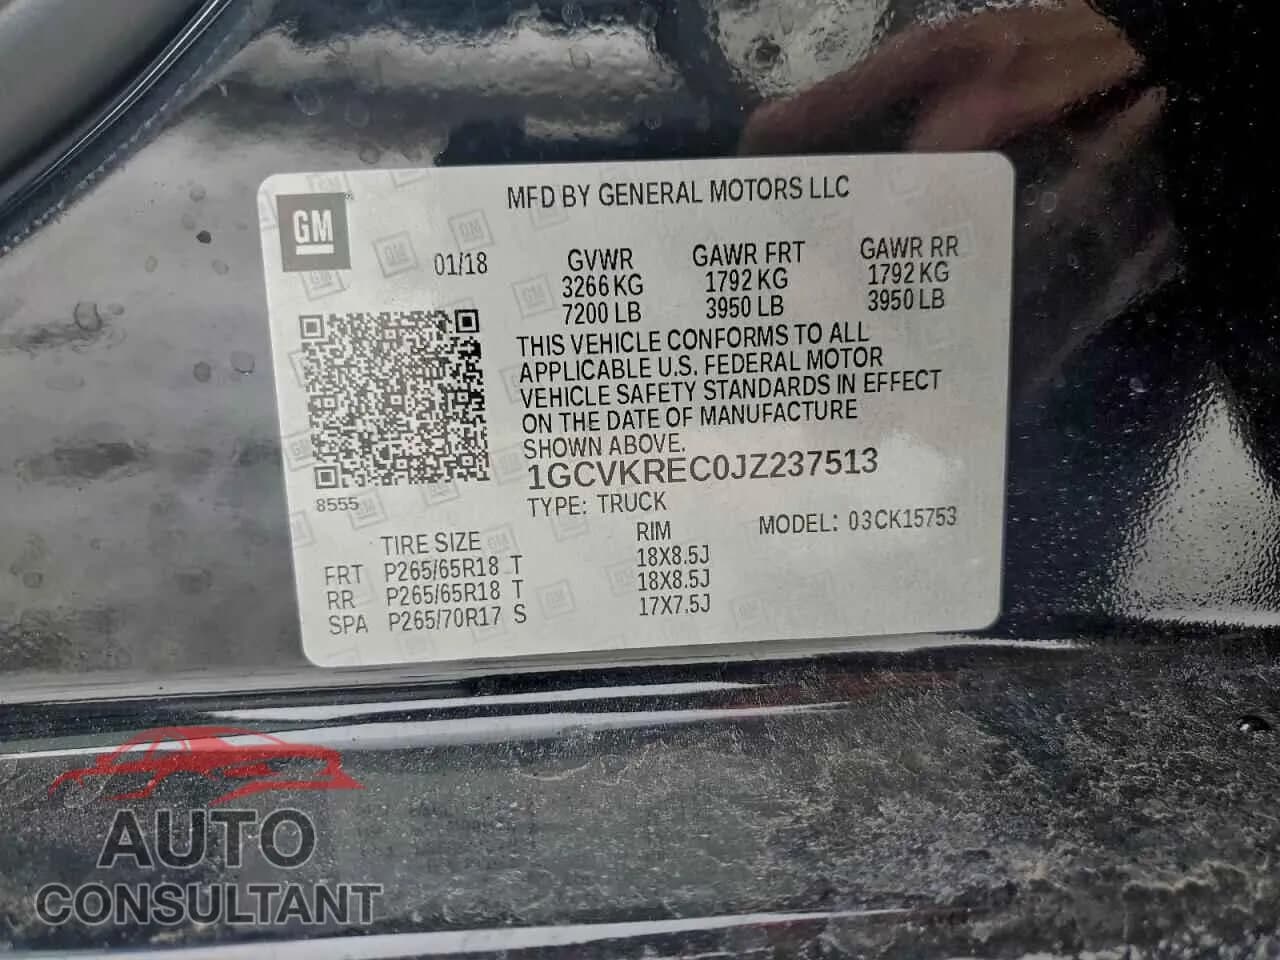 MFD BY GENERAL MOTORS LLC
GM
01/18
GVWR GAWR FRT GAWR RR
3266 KG 1792 KG 1792 KG
7200 LB 3950 LB 3950 LB
THIS VEHICLE CONFORMS TO ALL
APPLICABLE U.S. FEDERAL MOTOR
VEHICLE SAFETY STANDARDS IN EFFECT
ON THE DATE OF MANUFACTURE
SHOWN ABOVE.
1GCVKREC0JZ237513
8555
TYPE: TRUCK
MODEL: 03CK15753
TIRE SIZE RIM
FRT P265/65R18 T 18X8.5J
RR P265/65R18 T 18X8.5J
SPA P265/70R17 S 17X7.5J
AUTO
CONSULTANT